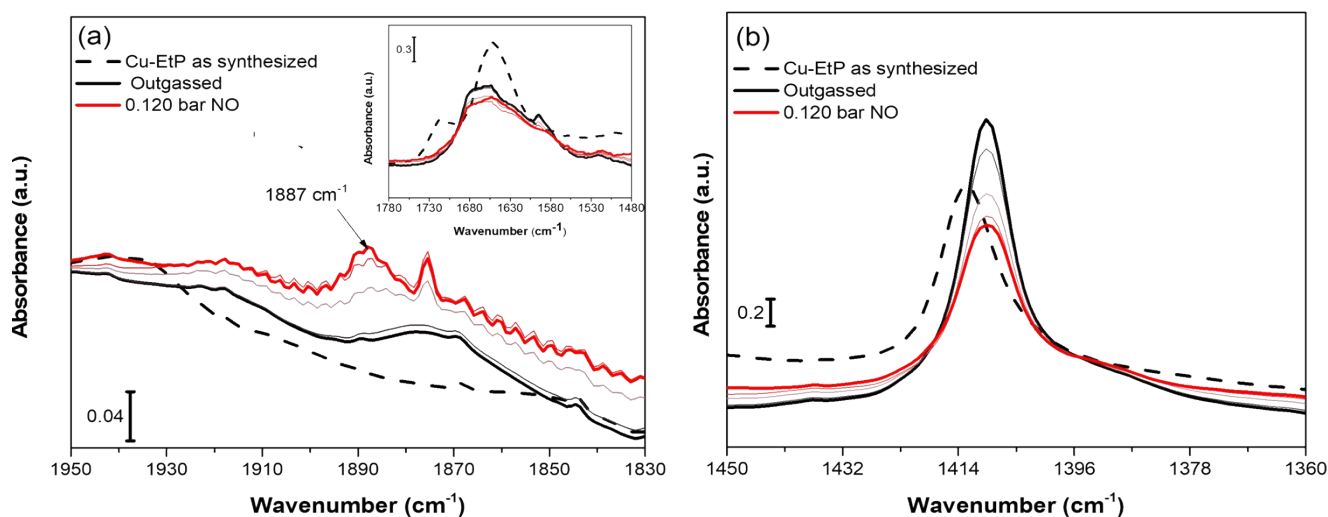 (a)
Cu-EtP as synthesized
Outgassed
0.120 bar NO
1887 cm-1
0.04
Absorbance (a.u.)
1950 1930 1910 1890 1870 1850 1830
Wavenumber (cm-1)
0.3
Absorbance (a.u.)
1780 1730 1680 1630 1580 1530 1480
Wavenumber (cm-1)
(b)
Cu-EtP as synthesized
Outgassed
0.120 bar NO
0.2
Absorbance (a.u.)
1450 1432 1414 1396 1378 1360
Wavenumber (cm-1)